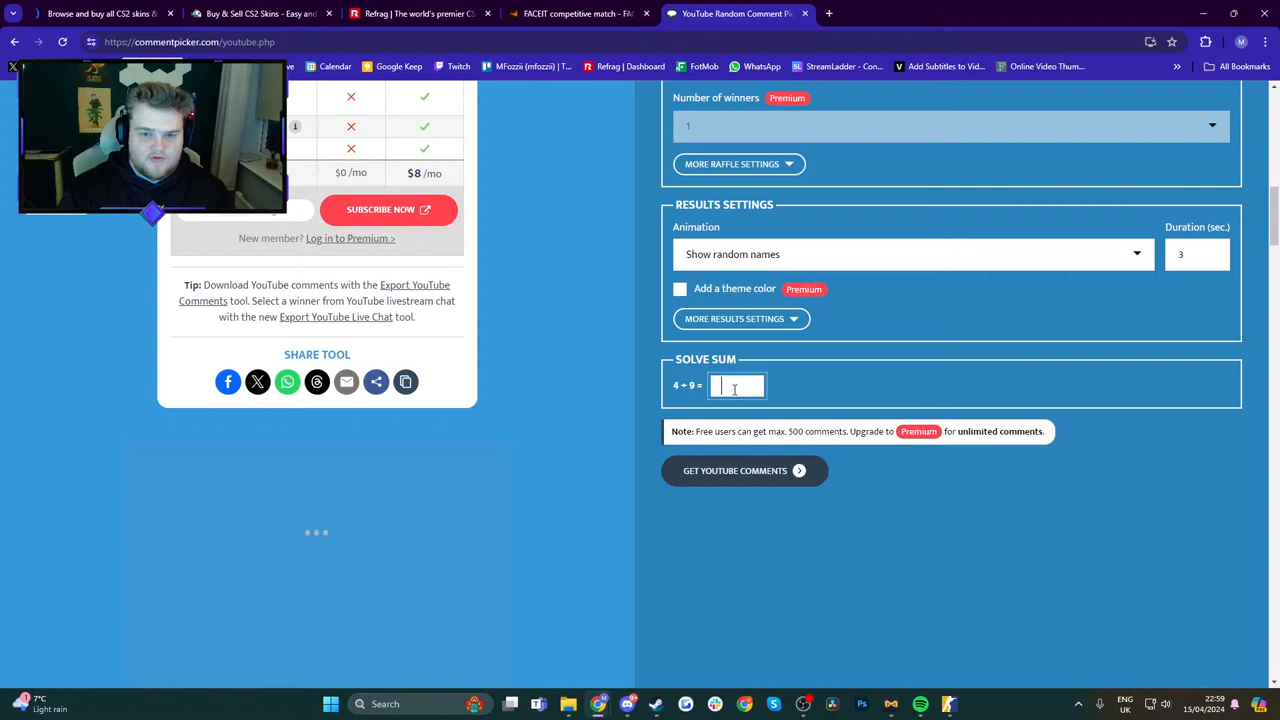 Browse and buy all CS2 skins &
Buy & Sell CS2 Skins - Easy and
Refrag | The world's premier CS
FACEIT competitive match - FAC
YouTube Random Comment Pi
https://commentpicker.com/youtube.php
Calendar
Google Keep
Twitch
MFozzii (mfozzii) | T...
Refrag | Dashboard
FotMob
WhatsApp
StreamLadder - Con...
Add Subtitles to Vid...
Online Video Thum...
All Bookmarks
Number of winners Premium
1
MORE RAFFLE SETTINGS
$0 /mo $8 /mo
SUBSCRIBE NOW
New member? Log in to Premium >
RESULTS SETTINGS
Animation Duration (sec.)
Show random names 3
Add a theme color Premium
MORE RESULTS SETTINGS
Tip: Download YouTube comments with the Export YouTube
Comments tool. Select a winner from YouTube livestream chat
with the new Export YouTube Live Chat tool.
SHARE TOOL
SOLVE SUM
4 + 9 =
Note: Free users can get max. 500 comments. Upgrade to Premium for unlimited comments.
GET YOUTUBE COMMENTS
7°C
Light rain
Search
ENG
UK
22:59
15/04/2024